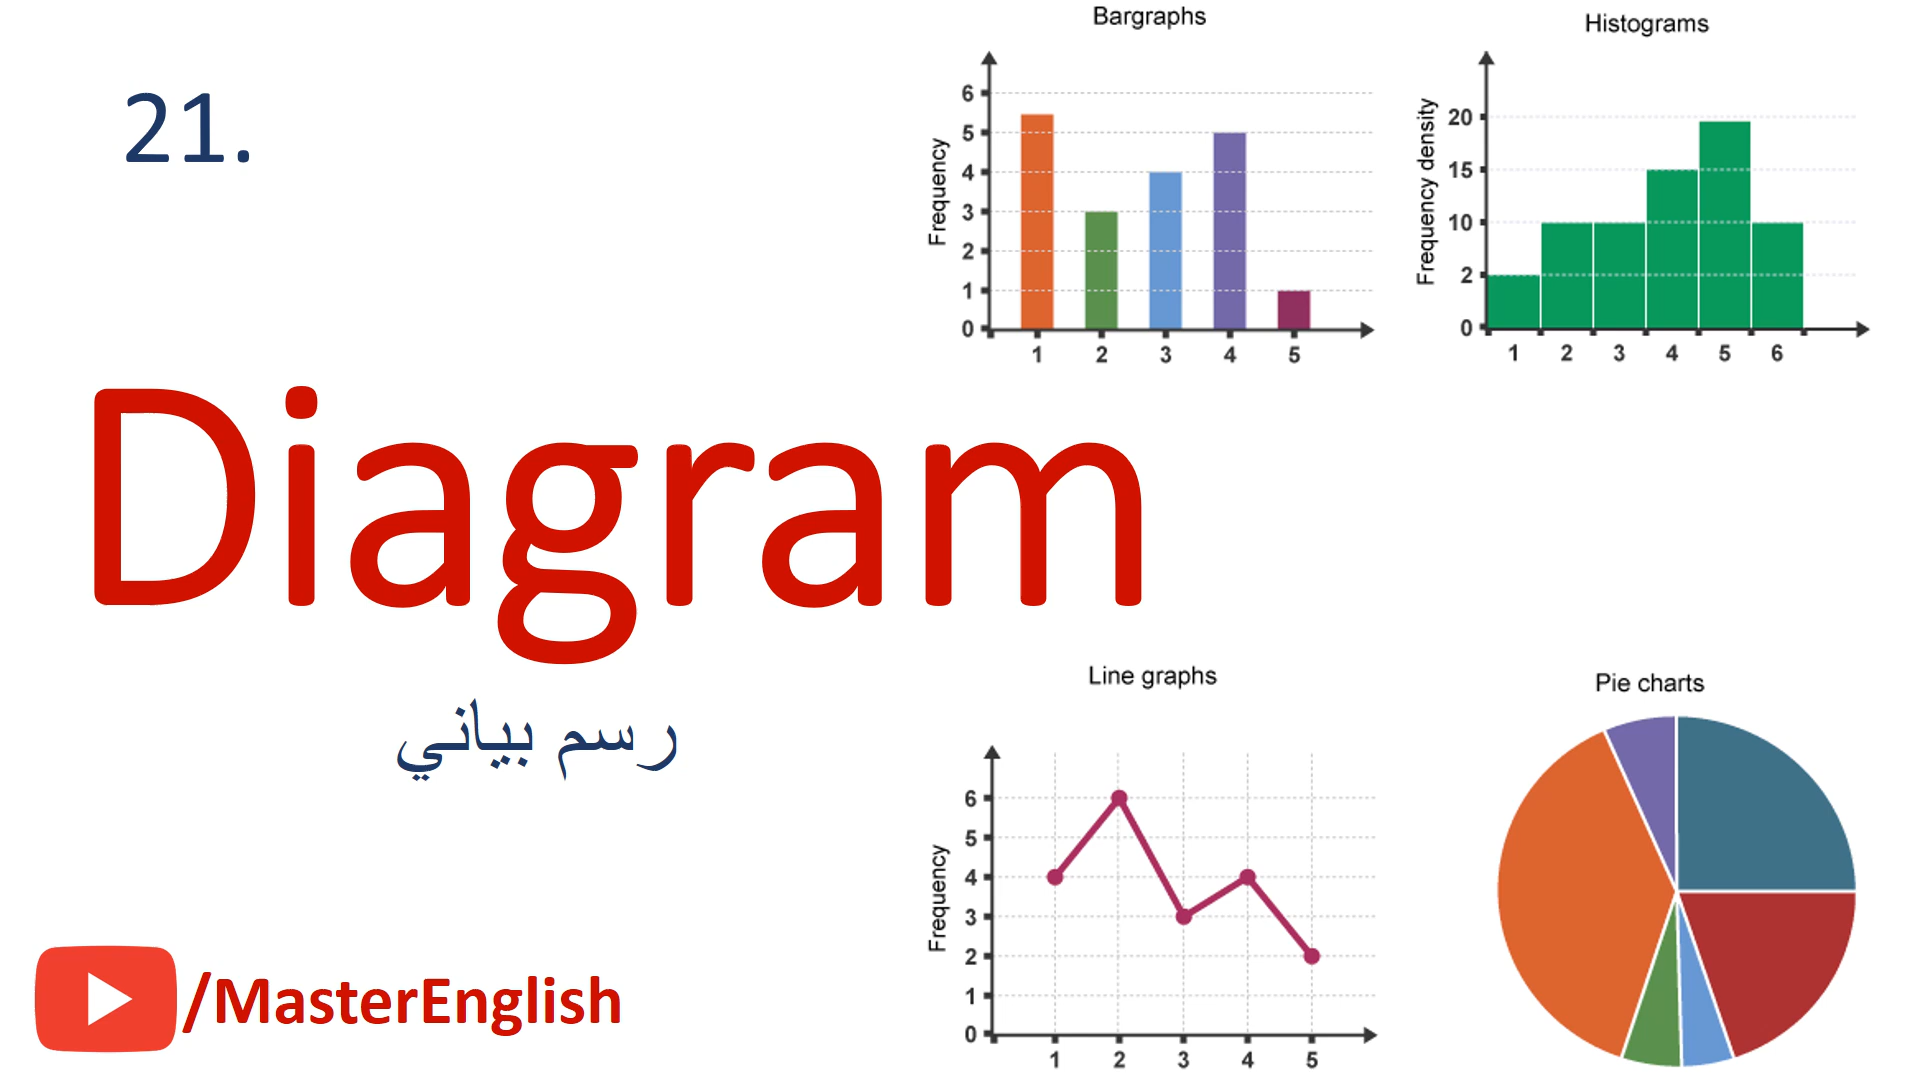 21.
Diagram
رسم بياني
/MasterEnglish
Bargraphs
Frequency
6
5
4
3
2
1
0
1 2 3 4 5
Histograms
Frequency density
20
15
10
2
0
1 2 3 4 5 6
Line graphs
Frequency
6
5
4
3
2
1
0
1 2 3 4 5
Pie charts